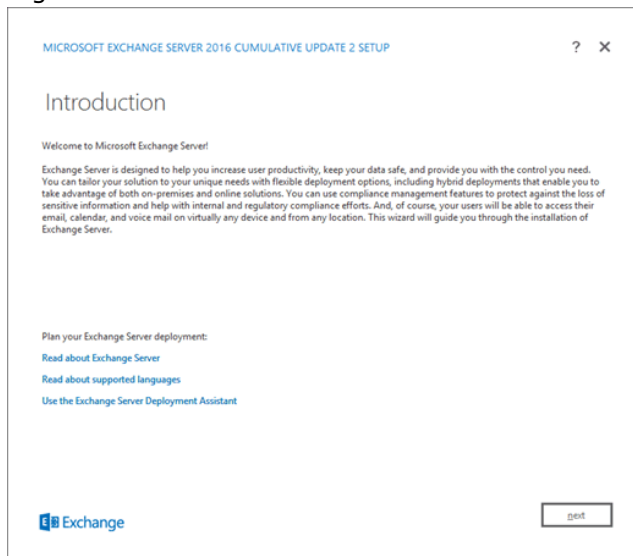 MICROSOFT EXCHANGE SERVER 2016 CUMULATIVE UPDATE 2 SETUP
? ✕
Introduction
Welcome to Microsoft Exchange Server!
Exchange Server is designed to help you increase user productivity, keep your data safe, and provide you with the control you need.
You can tailor your solution to your unique needs with flexible deployment options, including hybrid deployments that enable you to
take advantage of both on-premises and online solutions. You can use compliance management features to protect against the loss of
sensitive information and help with internal and regulatory compliance efforts. And, of course, your users will be able to access their
email, calendar, and voice mail on virtually any device and from any location. This wizard will guide you through the installation of
Exchange Server.
Plan your Exchange Server deployment:
Read about Exchange Server
Read about supported languages
Use the Exchange Server Deployment Assistant
Exchange
next